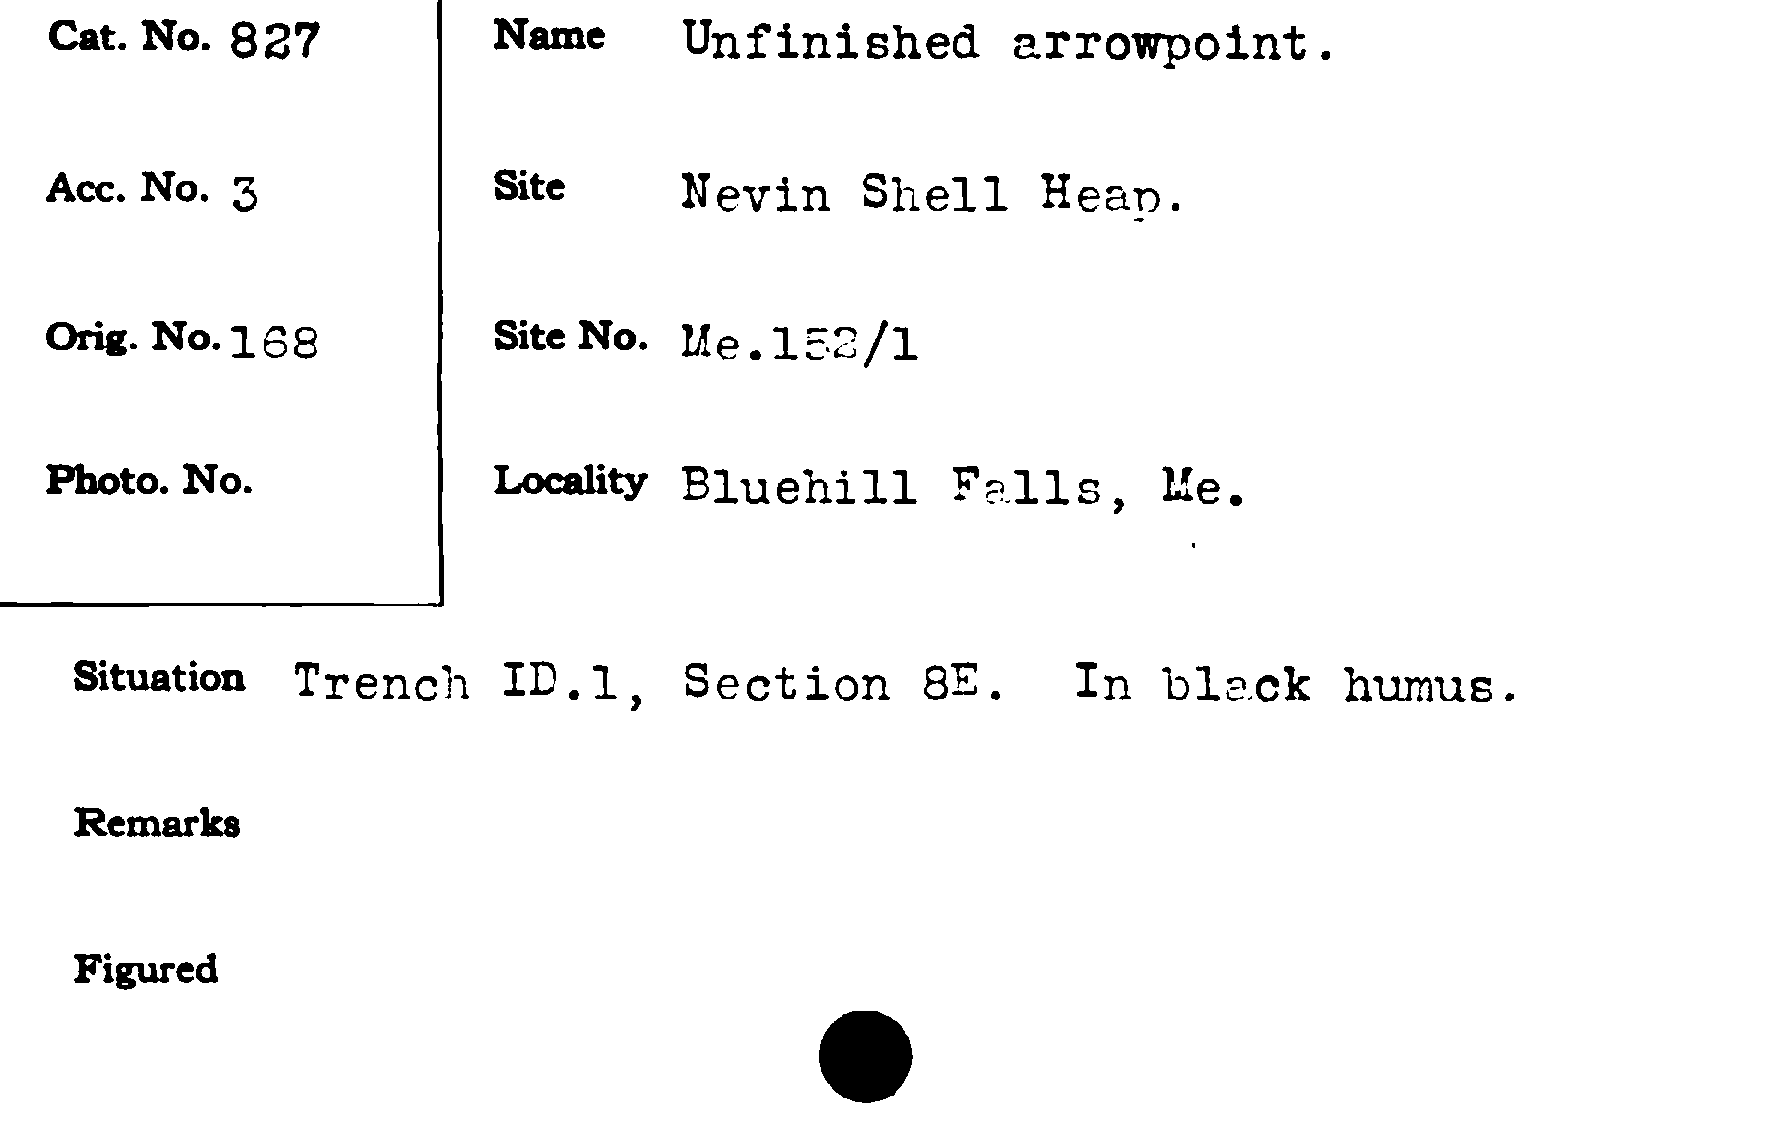 Cat. No. 827
Name Unfinished arrowpoint.
Acc. No. 3
Site Nevin Shell Heap.
Orig. No. 168
Site No. Me.152/1
Photo. No.
Locality Bluehill Falls, Me.
Situation Trench ID.1, Section 8E. In black humus.
Remarks
Figured